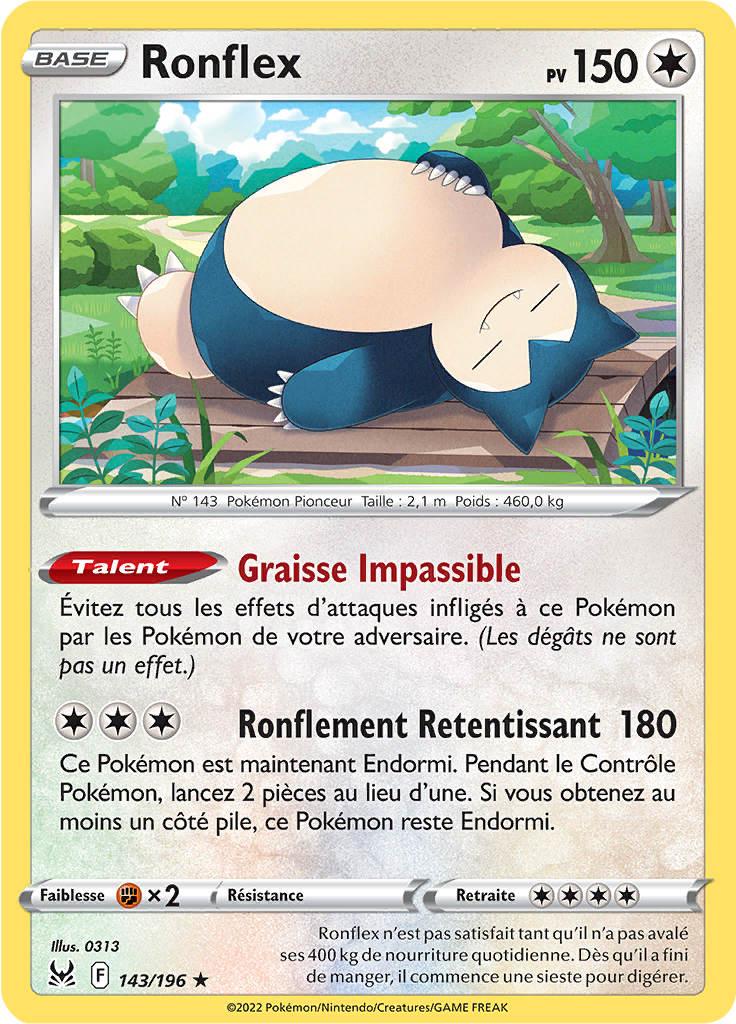 BASE Ronflex PV 150
N° 143 Pokémon Pionceur Taille : 2,1 m Poids : 460,0 kg
Talent Graisse Impassible
Évitez tous les effets d'attaques infligés à ce Pokémon
par les Pokémon de votre adversaire. (Les dégâts ne sont
pas un effet.)
Ronflement Retentissant 180
Ce Pokémon est maintenant Endormi. Pendant le Contrôle
Pokémon, lancez 2 pièces au lieu d'une. Si vous obtenez au
moins un côté pile, ce Pokémon reste Endormi.
Faiblesse ×2 Résistance Retraite
Illus. 0313
F 143/196 ★
Ronflex n'est pas satisfait tant qu'il n'a pas avalé
ses 400 kg de nourriture quotidienne. Dès qu'il a fini
de manger, il commence une sieste pour digérer.
©2022 Pokémon/Nintendo/Creatures/GAME FREAK